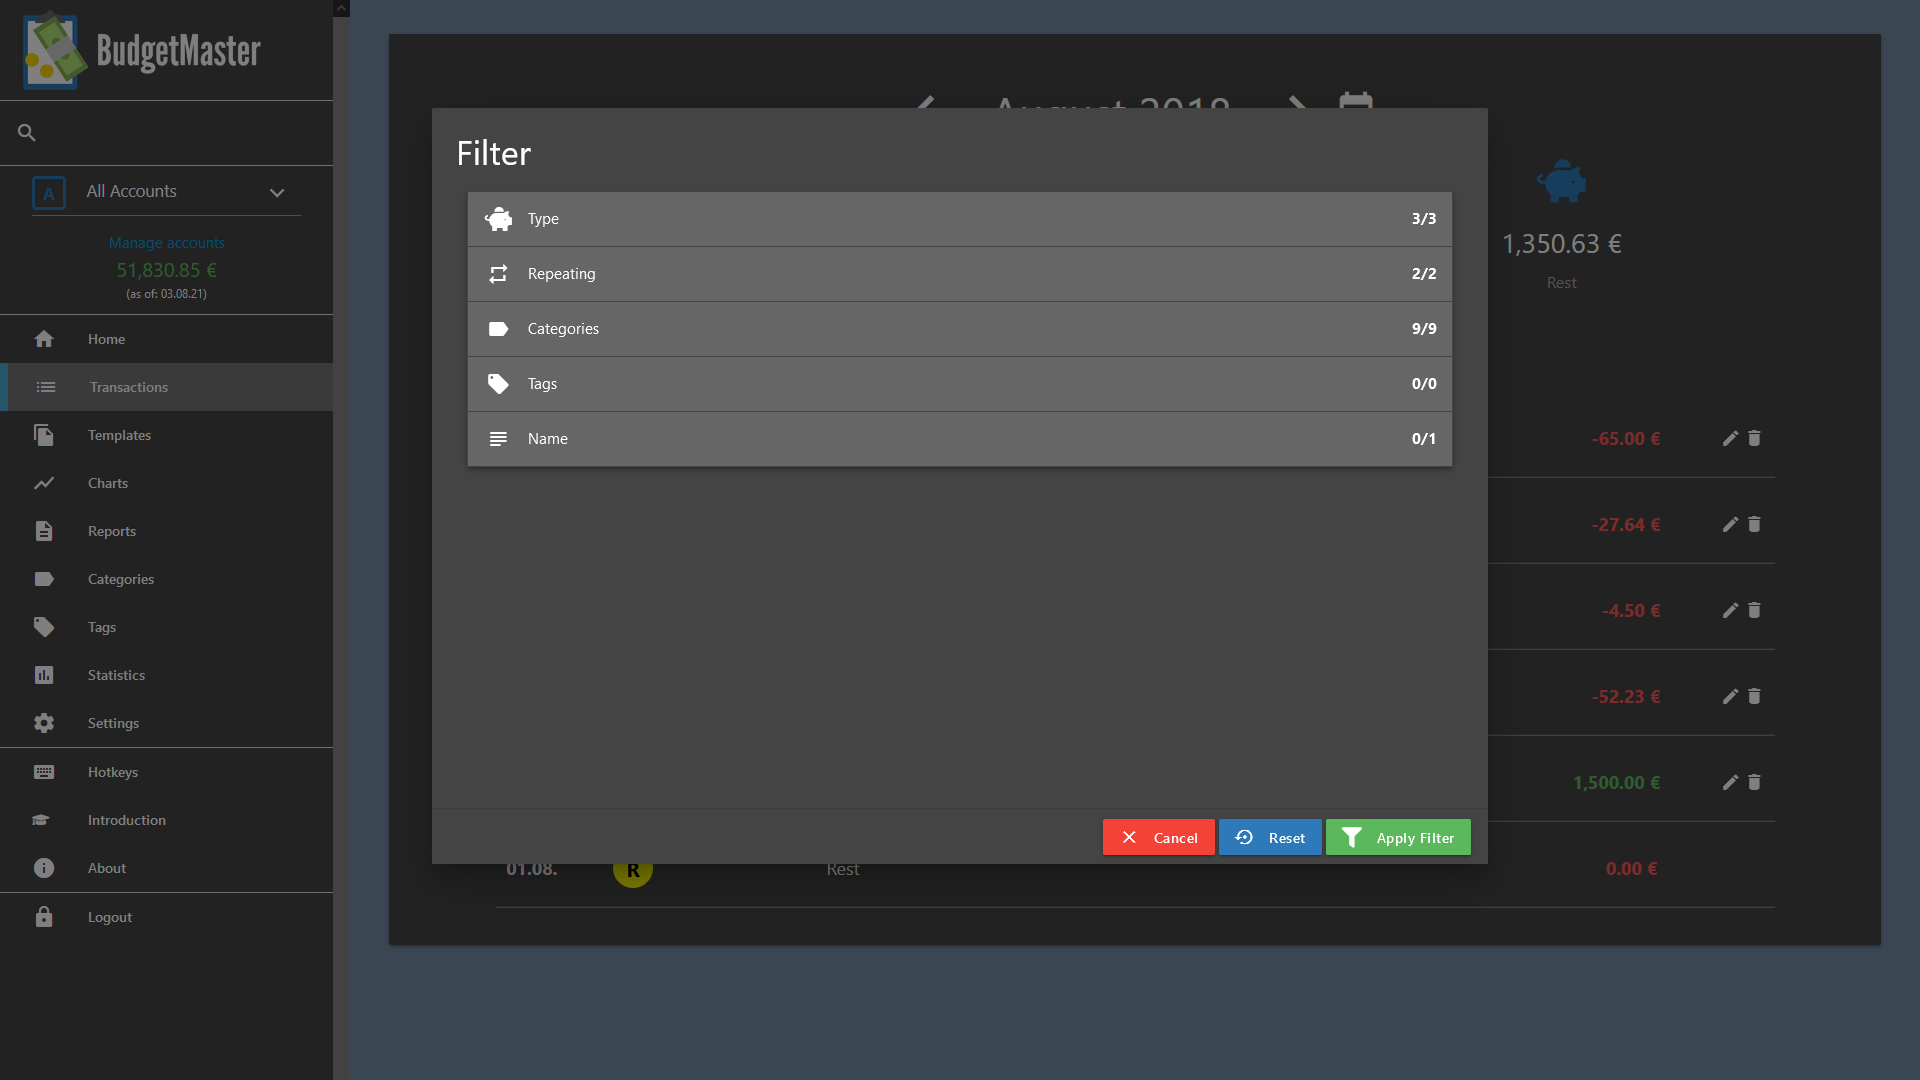 BudgetMaster
A All Accounts
Manage accounts
51,830.85 €
(as of: 03.08.21)
Home
Transactions
Templates
Charts
Reports
Categories
Tags
Statistics
Settings
Hotkeys
Introduction
About
Logout
August 2018
1,350.63 €
Rest
Filter
Type 3/3
Repeating 2/2
Categories 9/9
Tags 0/0
Name 0/1
Cancel Reset Apply Filter
-65.00 €
-27.64 €
-4.50 €
-52.23 €
1,500.00 €
01.08. R Rest 0.00 €